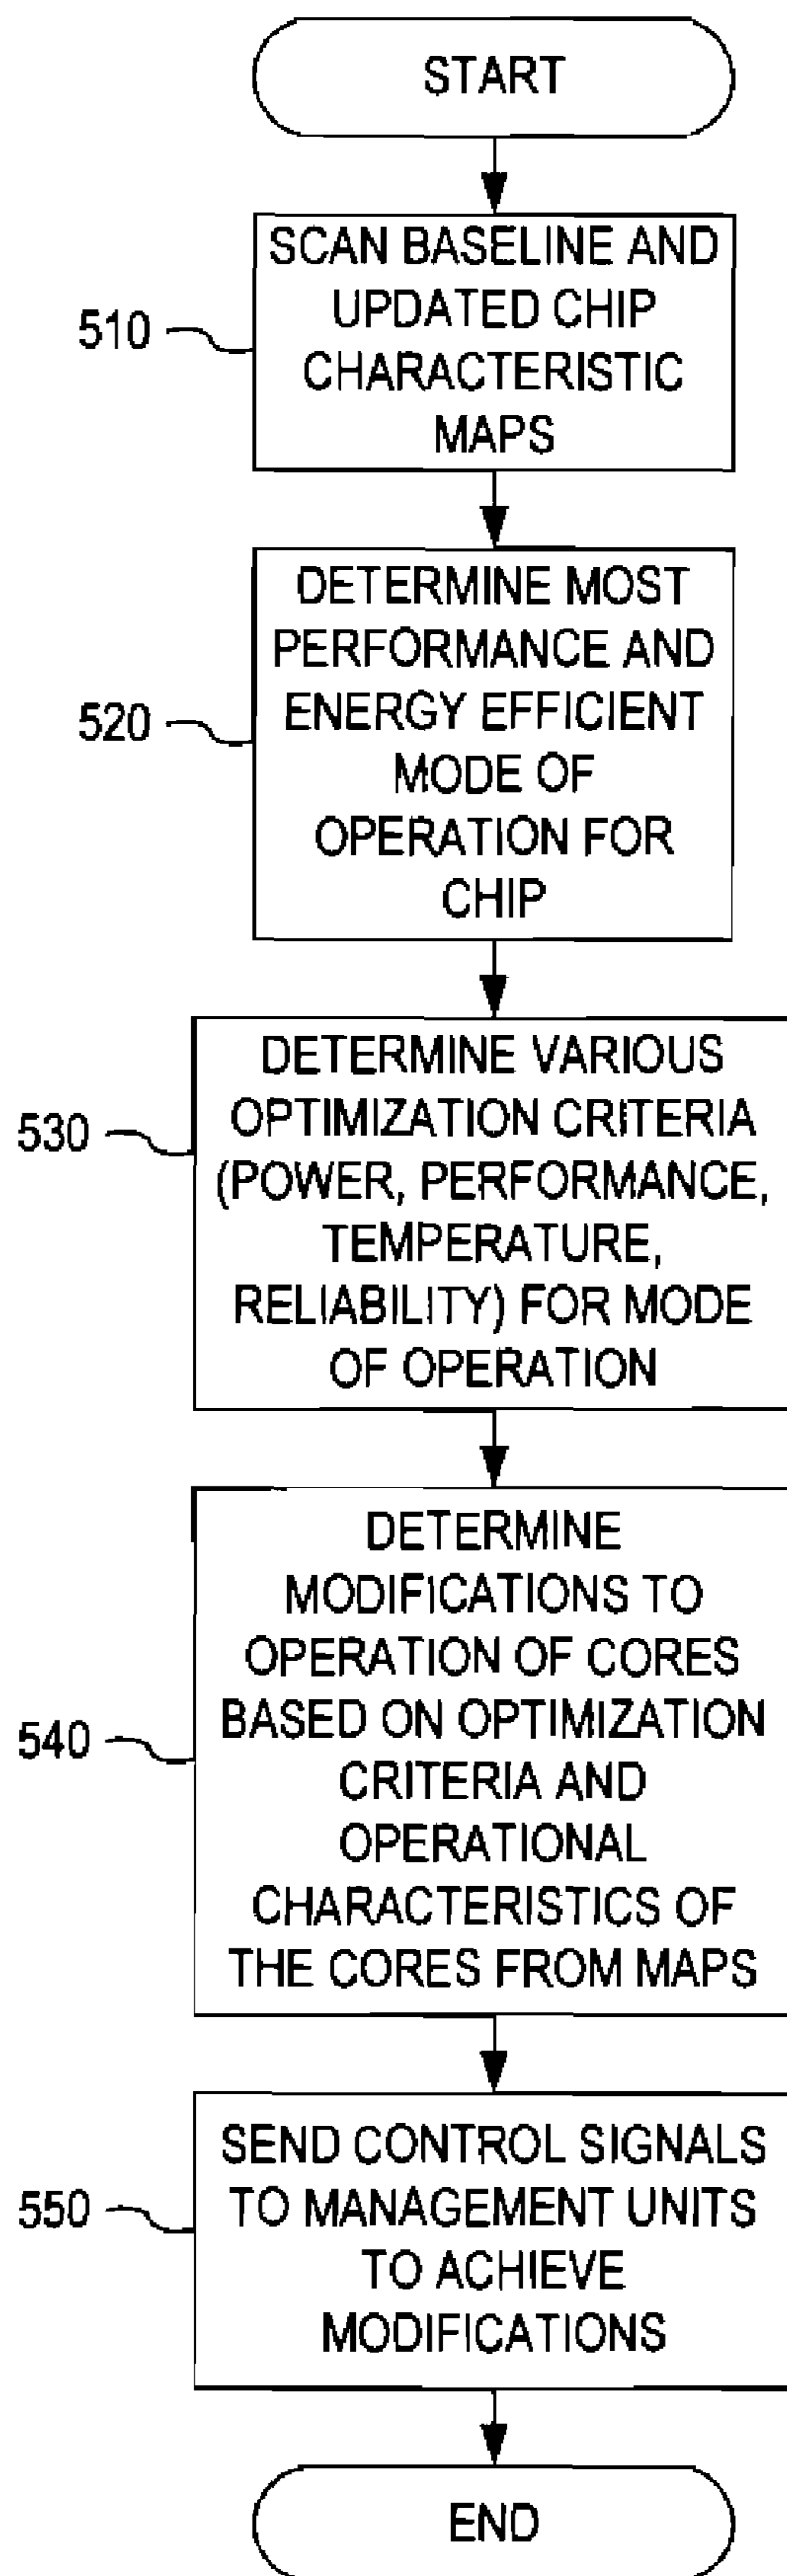 START
510
SCAN BASELINE AND
UPDATED CHIP
CHARACTERISTIC
MAPS
520
DETERMINE MOST
PERFORMANCE AND
ENERGY EFFICIENT
MODE OF
OPERATION FOR
CHIP
530
DETERMINE VARIOUS
OPTIMIZATION CRITERIA
(POWER, PERFORMANCE,
TEMPERATURE,
RELIABILITY) FOR MODE
OF OPERATION
540
DETERMINE
MODIFICATIONS TO
OPERATION OF CORES
BASED ON OPTIMIZATION
CRITERIA AND
OPERATIONAL
CHARACTERISTICS OF
THE CORES FROM MAPS
550
SEND CONTROL SIGNALS
TO MANAGEMENT UNITS
TO ACHIEVE
MODIFICATIONS
END